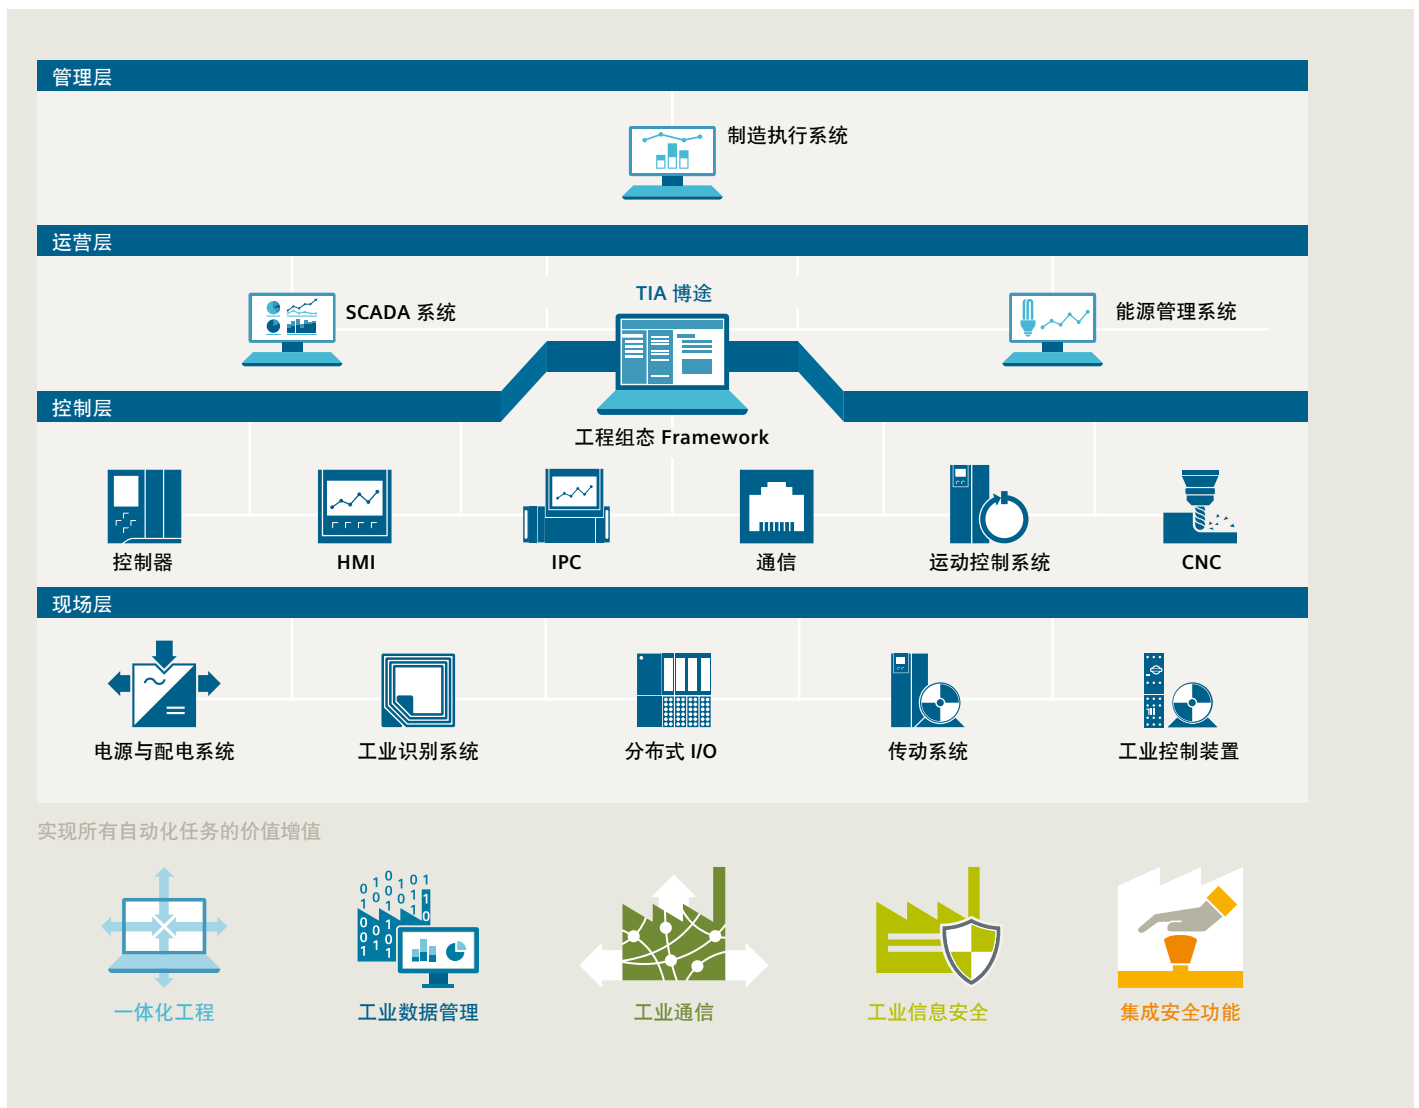 管理层
制造执行系统
运营层
SCADA 系统
TIA 博途
能源管理系统
控制层
工程组态 Framework
控制器
HMI
IPC
通信
运动控制系统
CNC
现场层
电源与配电系统
工业识别系统
分布式 I/O
传动系统
工业控制装置
实现所有自动化任务的价值增值
一体化工程
工业数据管理
工业通信
工业信息安全
集成安全功能